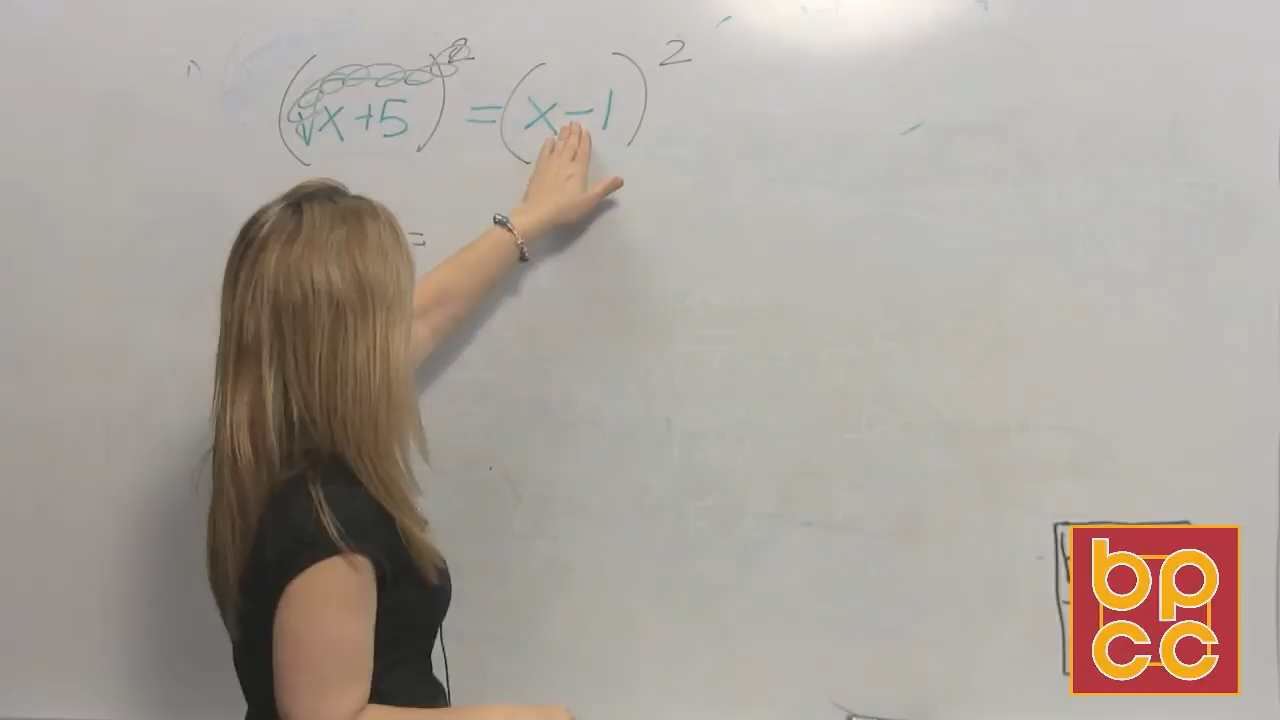 (√x+5)² = (x-1)²
=
bp
cc